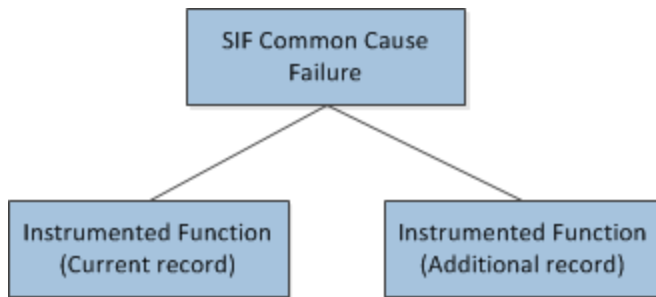 SIF Common Cause
Failure
Instrumented Function
(Current record)
Instrumented Function
(Additional record)